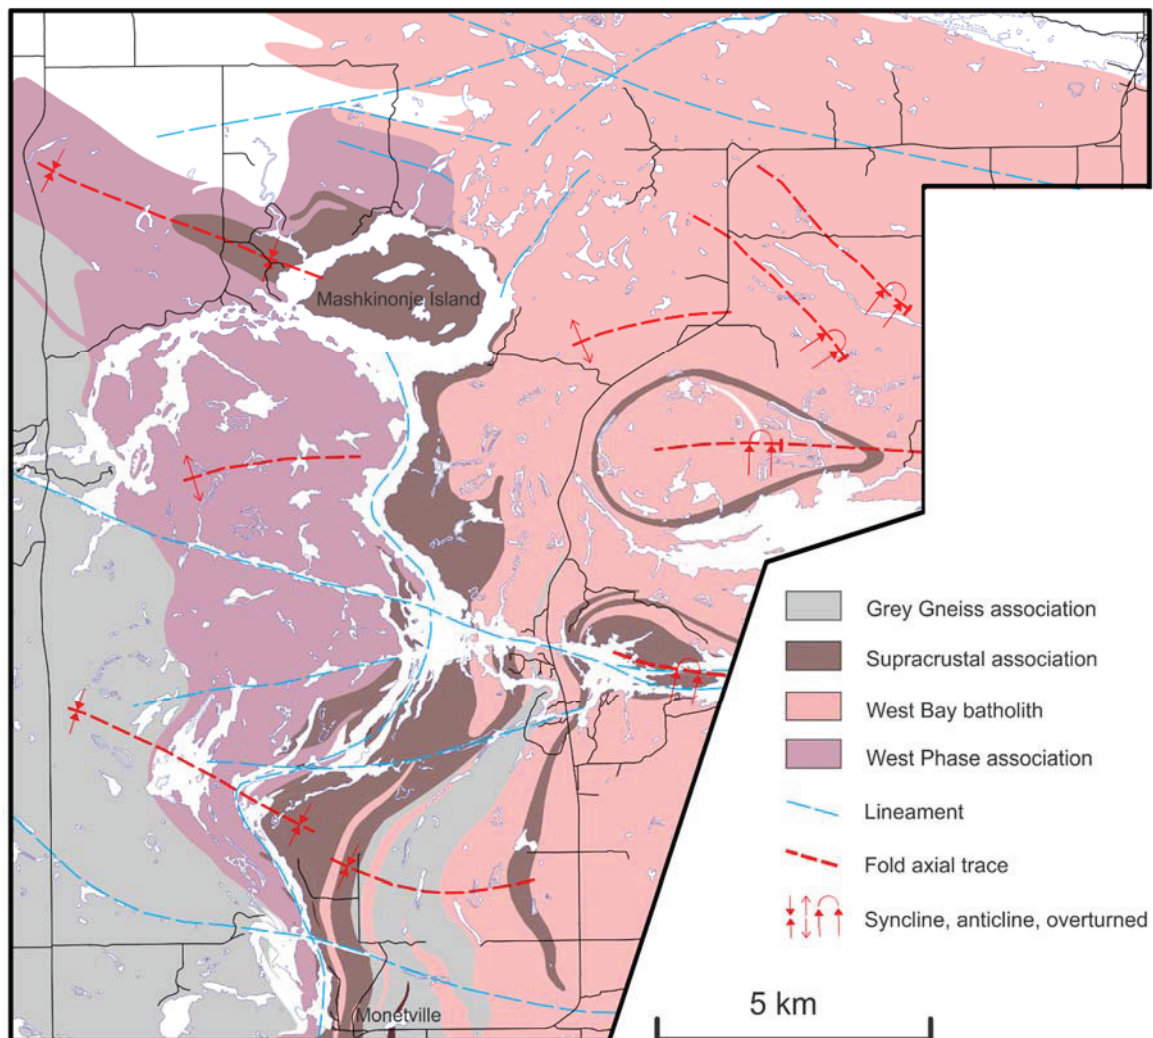 Mashkinonje Island
Grey Gneiss association
Supracrustal association
West Bay batholith
West Phase association
Lineament
Fold axial trace
Syncline, anticline, overturned
5 km
Monetville